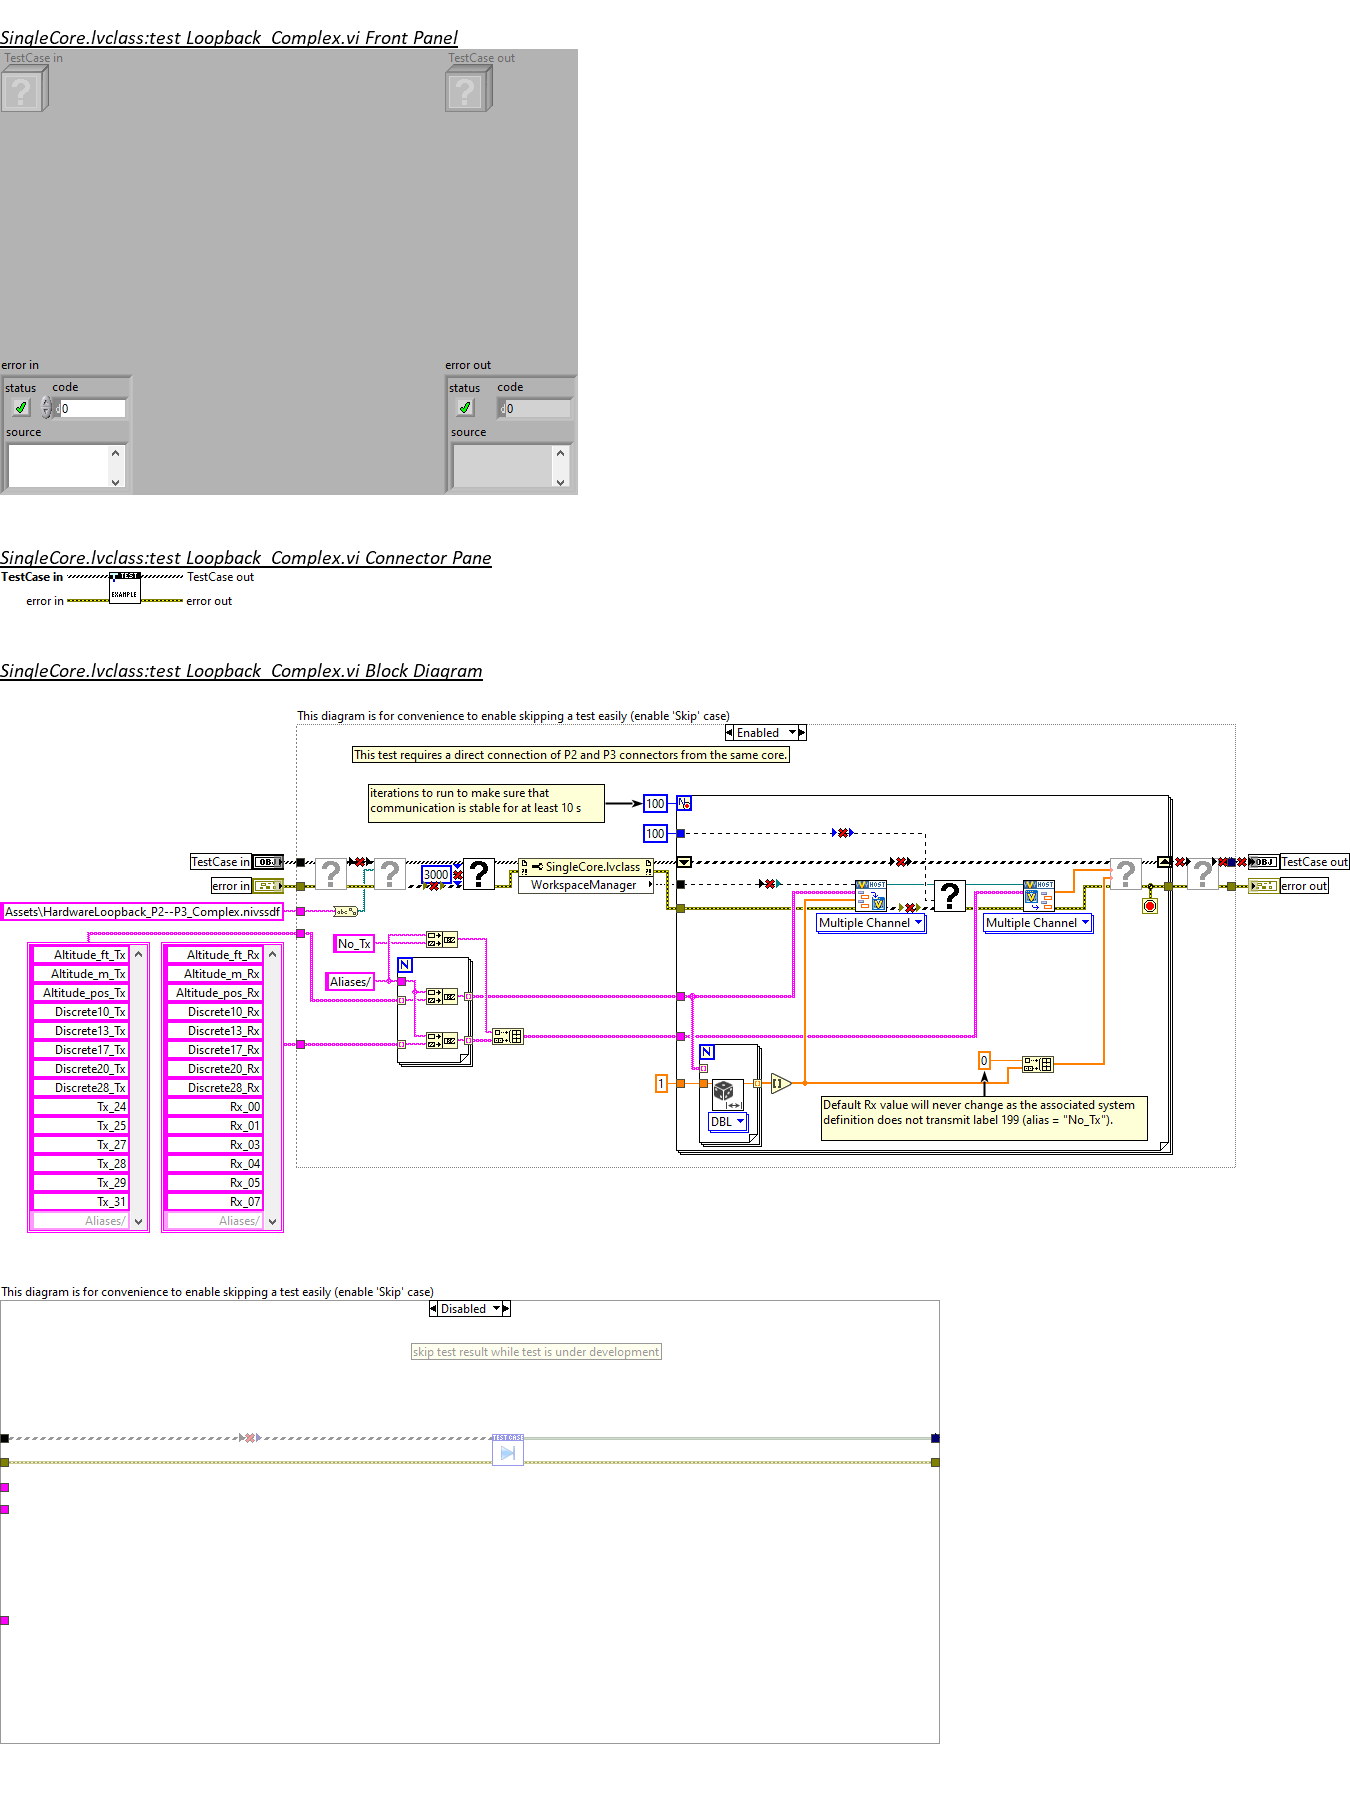 SingleCore.lvclass:test Loopback_Complex.vi Front Panel
TestCase in
TestCase out
?
?
error in
error out
status
code
status
code
d0
d0
source
source
SingleCore.lvclass:test Loopback_Complex.vi Connector Pane
TestCase in
TEST
TestCase out
EXAMPLE
error in
error out
SingleCore.lvclass:test Loopback_Complex.vi Block Diagram
This diagram is for convenience to enable skipping a test easily (enable 'Skip' case)
Enabled
This test requires a direct connection of P2 and P3 connectors from the same core.
iterations to run to make sure that
communication is stable for at least 10 s
100
N
100
TestCase in
OBJ
?
?
3000
?
SingleCore.lvclass
WorkspaceManager
?
?
OBJ
TestCase out
error in
error out
HOST
?
HOST
Assets\HardwareLoopback_P2--P3_Complex.nivssdf
abc
Multiple Channel
Multiple Channel
No_Tx
N
Aliases/
Altitude_ft_Tx
Altitude_m_Tx
Altitude_pos_Tx
Discrete10_Tx
Discrete13_Tx
Discrete17_Tx
Discrete20_Tx
Discrete28_Tx
Tx_24
Tx_25
Tx_27
Tx_28
Tx_29
Tx_31
Aliases/
Altitude_ft_Rx
Altitude_m_Rx
Altitude_pos_Rx
Discrete10_Rx
Discrete13_Rx
Discrete17_Rx
Discrete20_Rx
Discrete28_Rx
Rx_00
Rx_01
Rx_03
Rx_04
Rx_05
Rx_07
Aliases/
N
1
DBL
0
Default Rx value will never change as the associated system
definition does not transmit label 199 (alias = "No_Tx").
This diagram is for convenience to enable skipping a test easily (enable 'Skip' case)
Disabled
skip test result while test is under development
TEST CASE